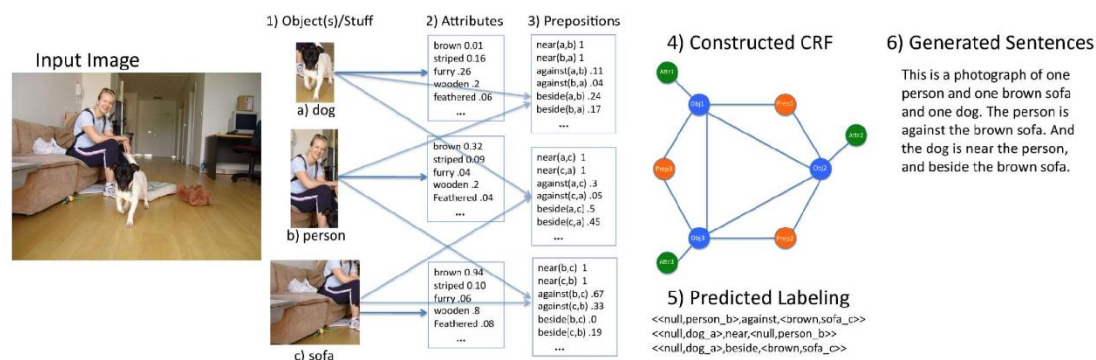 Input Image
1) Object(s)/Stuff
a) dog
b) person
c) sofa
2) Attributes
brown 0.01
striped 0.16
furry .26
wooden .2
feathered .06
...
brown 0.32
striped 0.09
furry .04
wooden .2
Feathered .04
...
brown 0.94
striped 0.10
furry .06
wooden .8
Feathered .08
...
3) Prepositions
near(a,b) 1
near(b,a) 1
against(a,b) .11
against(b,a) .04
beside(a,b) .24
beside(b,a) .17
...
near(a,c) 1
near(c,a) 1
against(a,c) .3
against(c,a) .05
beside(a,c) .5
beside(c,a) .45
...
near(b,c) 1
near(c,b) 1
against(b,c) .67
against(c,b) .33
beside(b,c) .0
beside(c,b) .19
...
4) Constructed CRF
Attr1
Obj1
Prep1
Attr2
Obj2
Prep3
Obj3
Prep2
Attr3
5) Predicted Labeling
<<null,person_b>,against,<brown,sofa_c>>
<<null,dog_a>,near,<null,person_b>>
<<null,dog_a>,beside,<brown,sofa_c>>
6) Generated Sentences
This is a photograph of one
person and one brown sofa
and one dog. The person is
against the brown sofa. And
the dog is near the person,
and beside the brown sofa.